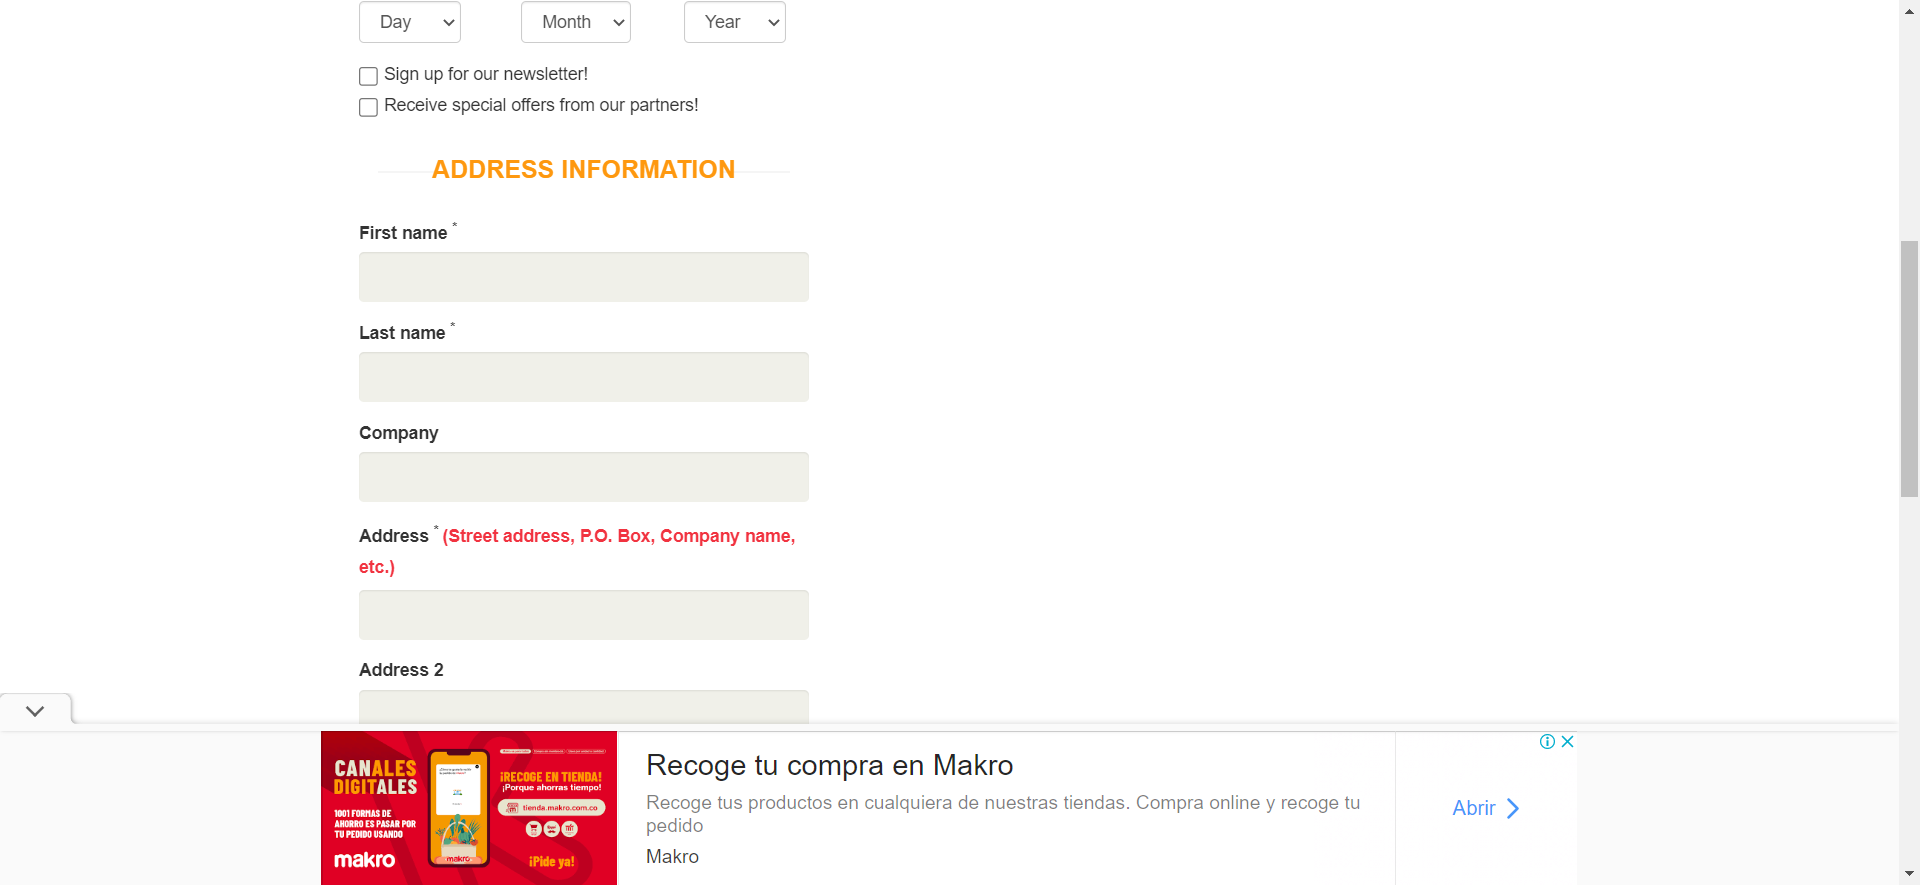 Day Month Year
Sign up for our newsletter!
Receive special offers from our partners!
ADDRESS INFORMATION
First name *
Last name *
Company
Address * (Street address, P.O. Box, Company name,
etc.)
Address 2
CANALES
DIGITALES
1001 FORMAS DE
AHORRO ES PASAR POR
TU PEDIDO USANDO
makro
makro
¡RECOGE EN TIENDA!
¡Porque ahorras tiempo!
tienda.makro.com.co
¡Pide ya!
Recoge tu compra en Makro
Recoge tus productos en cualquiera de nuestras tiendas. Compra online y recoge tu
pedido
Makro
Abrir